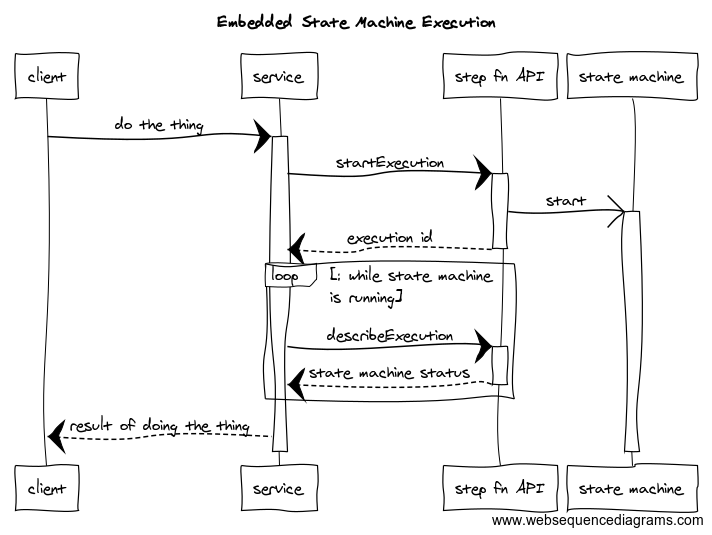 Embedded State Machine Execution
client
service
step fn API
state machine
do the thing
startExecution
start
execution id
loop
[: while state machine
is running]
describeExecution
state machine status
result of doing the thing
client
service
step fn API
state machine
www.websequencediagrams.com